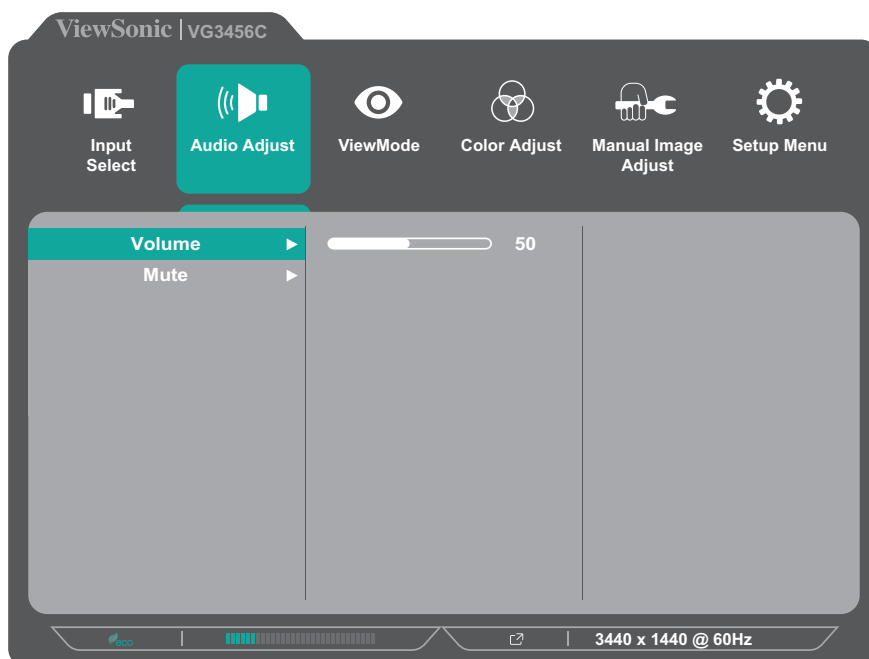 ViewSonic | VG3456C
Input
Select
Audio Adjust
ViewMode
Color Adjust
Manual Image
Adjust
Setup Menu
Volume 50
Mute
eco
3440 x 1440 @ 60Hz